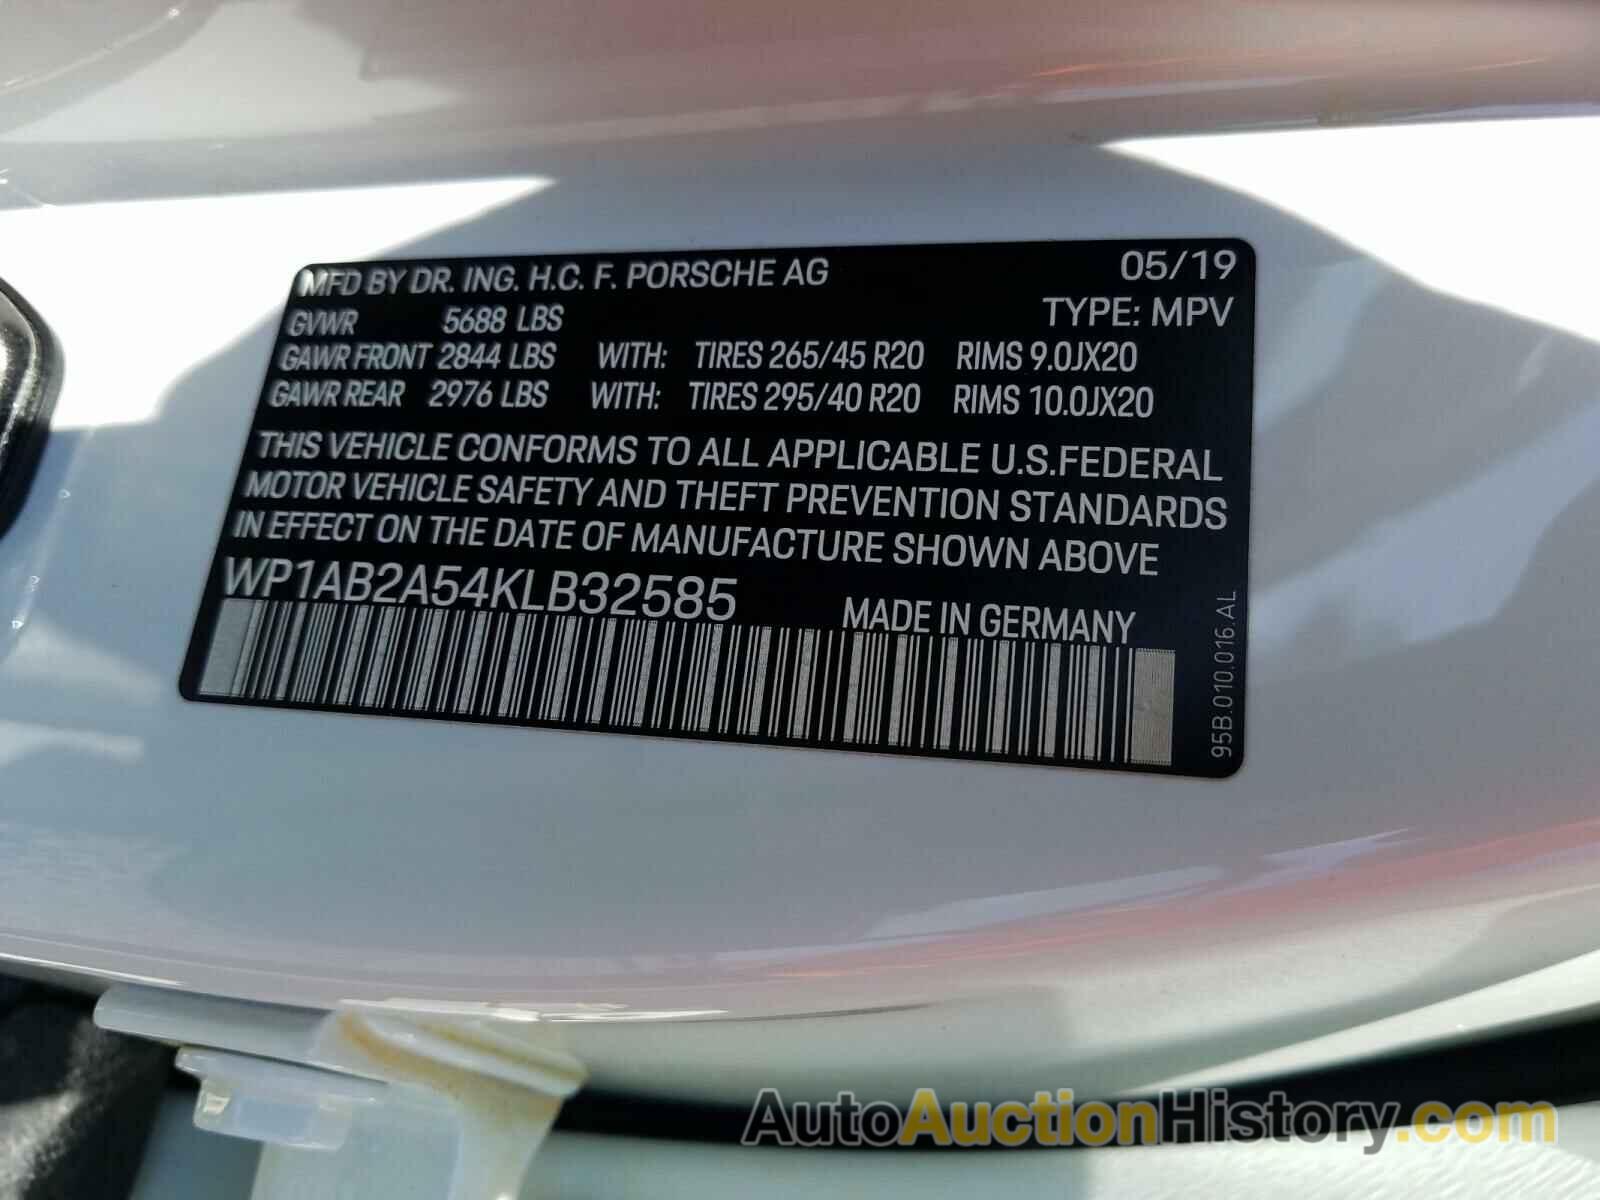 MFD BY DR. ING. H.C. F. PORSCHE AG 05/19
TYPE: MPV
GVWR 5688 LBS
GAWR FRONT 2844 LBS WITH: TIRES 265/45 R20 RIMS 9.0JX20
GAWR REAR 2976 LBS WITH: TIRES 295/40 R20 RIMS 10.0JX20
THIS VEHICLE CONFORMS TO ALL APPLICABLE U.S.FEDERAL
MOTOR VEHICLE SAFETY AND THEFT PREVENTION STANDARDS
IN EFFECT ON THE DATE OF MANUFACTURE SHOWN ABOVE
WP1AB2A54KLB32585
MADE IN GERMANY
95B.010.016.AL
AutoAuctionHistory.com